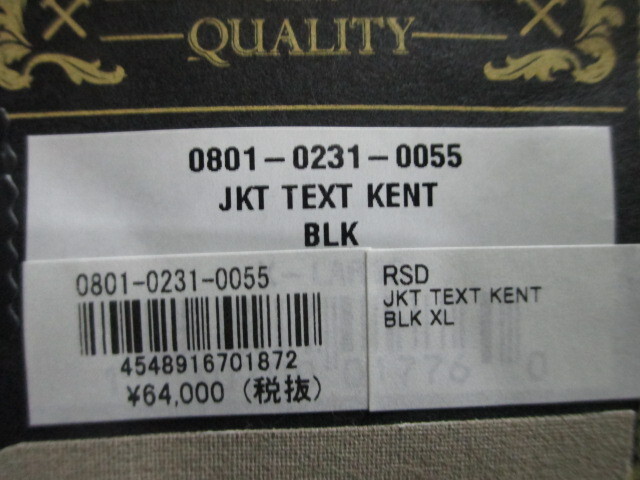 QUALITY
0801-0231-0055
JKT TEXT KENT
BLK
0801-0231-0055
4548916701872
¥64,000 (税抜)
RSD
JKT TEXT KENT
BLK XL